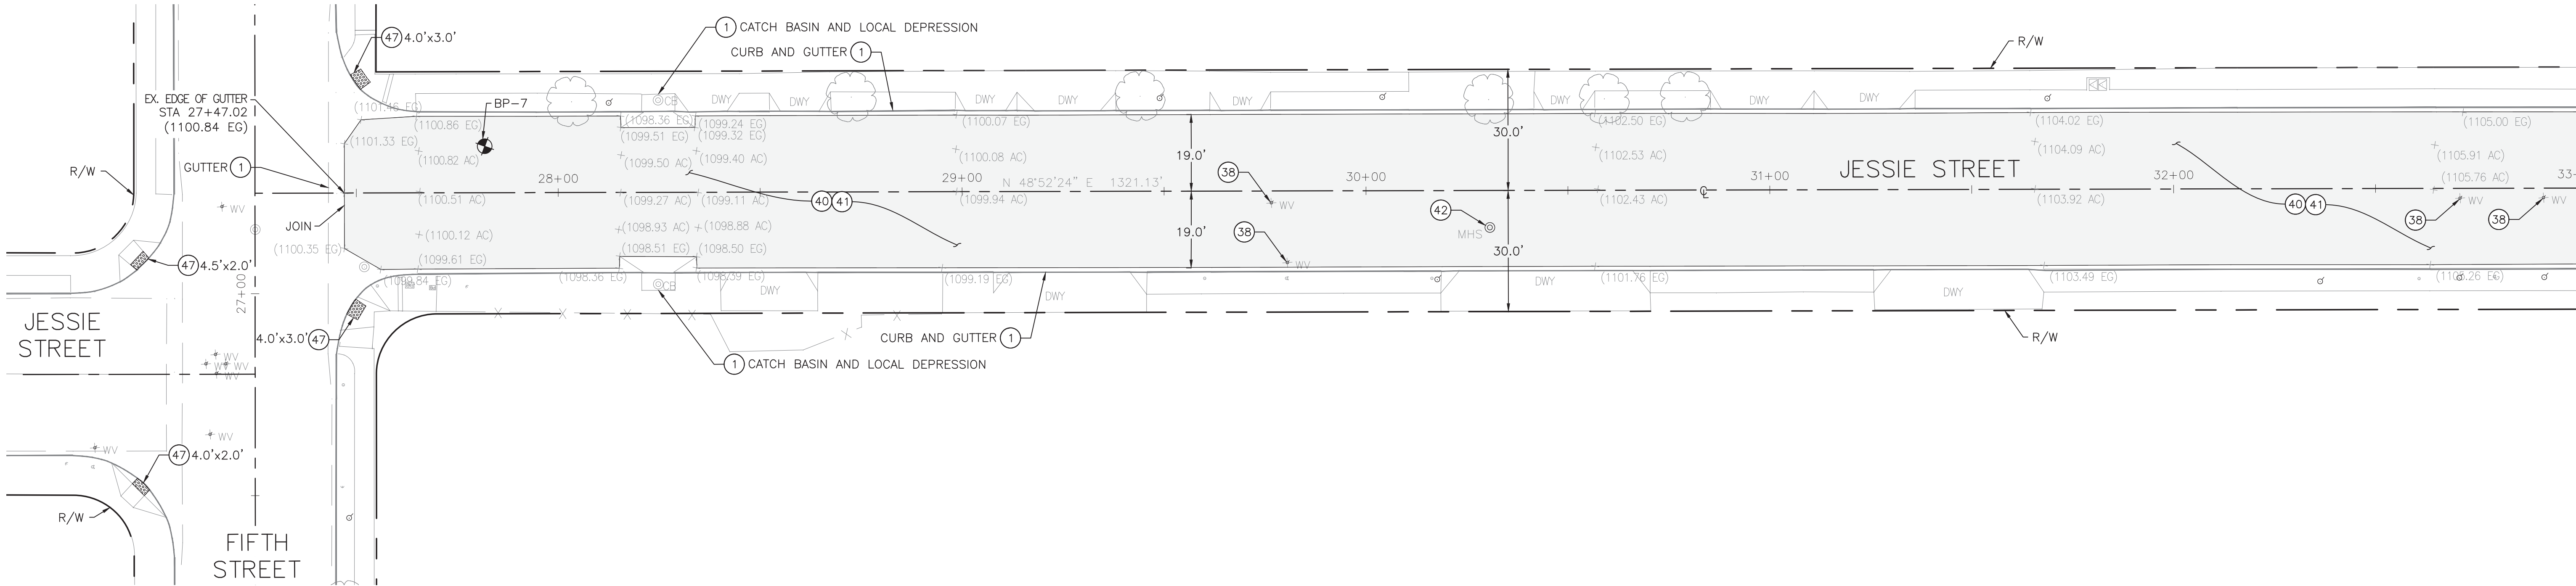 1 CATCH BASIN AND LOCAL DEPRESSION
47 4.0'x3.0'
CURB AND GUTTER 1
R/W
EX. EDGE OF GUTTER
STA 27+47.02
(1100.84 EG)
(1101.46 EG)
BP-7
CB
DWY
DWY
DWY
DWY
DWY
DWY
DWY
DWY
(1100.86 EG)
(1098.36 EG)
(1099.24 EG)
(1100.07 EG)
(1102.50 EG)
(1104.02 EG)
(1105.00 EG)
(1101.33 EG)
(1099.51 EG)
(1099.32 EG)
30.0'
(1100.82 AC)
(1099.50 AC)
(1099.40 AC)
(1100.08 AC)
19.0'
(1102.53 AC)
(1104.09 AC)
(1105.91 AC)
R/W
GUTTER 1
JESSIE STREET
28+00
29+00
N 48°52'24" E 1321.13'
38
30+00
31+00
32+00
(1105.76 AC)
33+
(1100.51 AC)
(1099.27 AC)
(1099.11 AC)
40 41
(1099.94 AC)
WV
(1102.43 AC)
CL
(1103.92 AC)
40 41
WV
WV
WV
JOIN
42
38
38
(1100.12 AC)
(1098.93 AC)
(1098.88 AC)
19.0'
38
MHS
(1100.35 EG)
(1099.61 EG)
(1098.51 EG)
(1098.50 EG)
30.0'
47 4.5'x2.0'
WV
(1099.84 EG)
(1098.36 EG)
(1098.39 EG)
(1099.19 EG)
(1101.76 EG)
(1103.49 EG)
(1105.26 EG)
27+00
CB
DWY
DWY
DWY
DWY
JESSIE
STREET
4.0'x3.0' 47
CURB AND GUTTER 1
R/W
WV
WV
WV
WV
1 CATCH BASIN AND LOCAL DEPRESSION
WV
WV
47 4.0'x2.0'
R/W
FIFTH
STREET